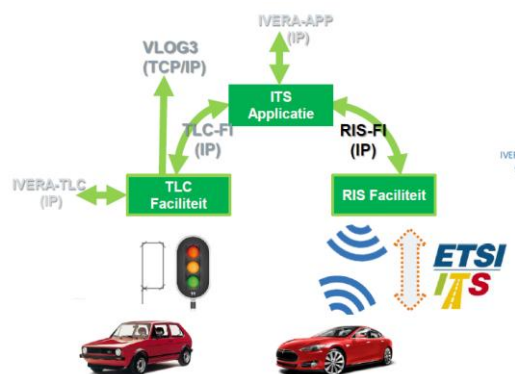 IVERA-APP
(IP)
VLOG3
(TCP/IP)
ITS
Applicatie
TLC-FI
(IP)
RIS-FI
(IP)
IVERA-TLC
(IP)
TLC
Faciliteit
RIS Faciliteit
IVER
ETSI
ITS